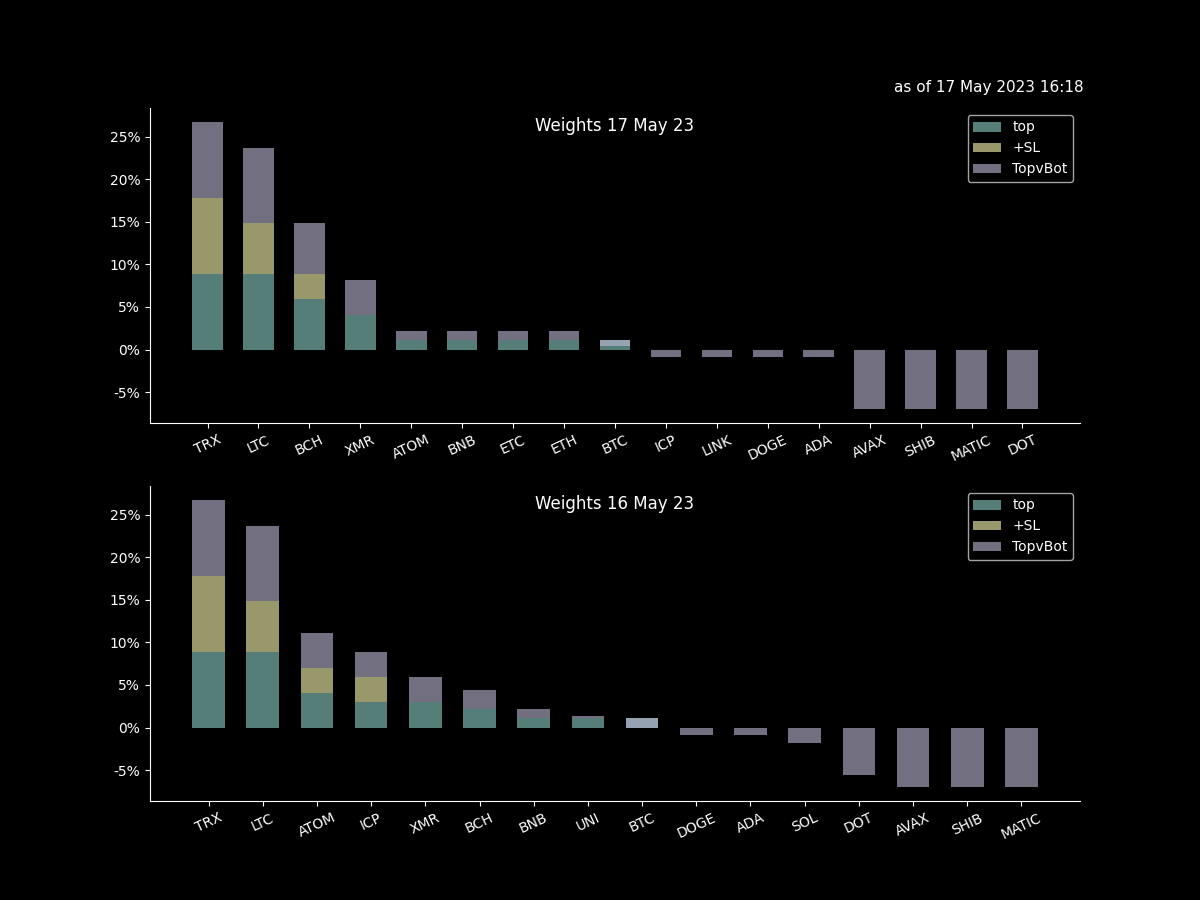 as of 17 May 2023 16:18
Weights 17 May 23
top
+SL
TopvBot
25%
20%
15%
10%
5%
0%
-5%
TRX LTC BCH XMR ATOM BNB ETC ETH BTC ICP LINK DOGE ADA AVAX SHIB MATIC DOT
Weights 16 May 23
top
+SL
TopvBot
25%
20%
15%
10%
5%
0%
-5%
TRX LTC ATOM ICP XMR BCH BNB UNI BTC DOGE ADA SOL DOT AVAX SHIB MATIC